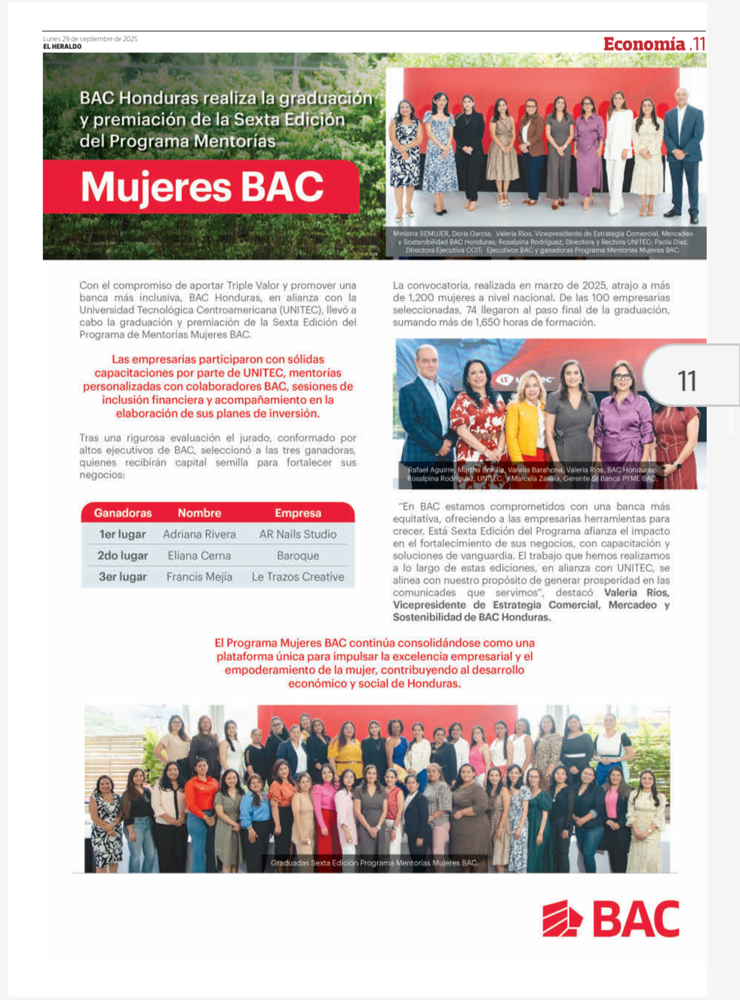 Lunes 29 de septiembre de 2025
EL HERALDO
Economía .11
BAC Honduras realiza la graduación
y premiación de la Sexta Edición
del Programa Mentorías
Mujeres BAC
Ministra SEMUJER, Doris García; Valeria Ríos, Vicepresidente de Estrategia Comercial, Mercadeo
y Sostenibilidad BAC Honduras; Rosalpina Rodríguez, Directora y Rectora UNITEC; Paola Díaz,
Directora Ejecutiva CCIT; Ejecutivos BAC y ganadoras Programa Mentorías Mujeres BAC.
Con el compromiso de aportar Triple Valor y promover una
banca más inclusiva, BAC Honduras, en alianza con la
Universidad Tecnológica Centroamericana (UNITEC), llevó a
cabo la graduación y premiación de la Sexta Edición del
Programa de Mentorías Mujeres BAC.
Las empresarias participaron con sólidas
capacitaciones por parte de UNITEC, mentorías
personalizadas con colaboradores BAC, sesiones de
inclusión financiera y acompañamiento en la
elaboración de sus planes de inversión.
Tras una rigurosa evaluación el jurado, conformado por
altos ejecutivos de BAC, seleccionó a las tres ganadoras,
quienes recibirán capital semilla para fortalecer sus
negocios:
Ganadoras Nombre Empresa
1er lugar Adriana Rivera AR Nails Studio
2do lugar Eliana Cerna Baroque
3er lugar Francis Mejía Le Trazos Creative
La convocatoria, realizada en marzo de 2025, atrajo a más
de 1,200 mujeres a nivel nacional. De las 100 empresarias
seleccionadas, 74 llegaron al paso final de la graduación,
sumando más de 1,650 horas de formación.
11
Rafael Aguirre, Martha Bonilla, Varinia Barahona, Valeria Ríos, BAC Honduras;
Rosalpina Rodríguez, UNITEC; y Marcela Zavala, Gerente Sr Banca PYME BAC.
"En BAC estamos comprometidos con una banca más
equitativa, ofreciendo a las empresarias herramientas para
crecer. Está Sexta Edición del Programa afianza el impacto
en el fortalecimiento de sus negocios, con capacitación y
soluciones de vanguardia. El trabajo que hemos realizamos
a lo largo de estas ediciones, en alianza con UNITEC, se
alinea con nuestro propósito de generar prosperidad en las
comunicades que servimos", destacó Valeria Ríos,
Vicepresidente de Estrategia Comercial, Mercadeo y
Sostenibilidad de BAC Honduras.
El Programa Mujeres BAC continúa consolidándose como una
plataforma única para impulsar la excelencia empresarial y el
empoderamiento de la mujer, contribuyendo al desarrollo
económico y social de Honduras.
Graduadas Sexta Edición Programa Mentorías Mujeres BAC.
BAC